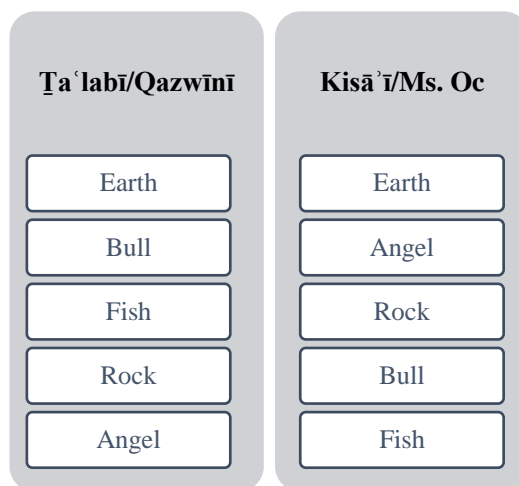 Ṯaʿlabī/Qazwīnī
Earth
Bull
Fish
Rock
Angel
Kisāʾī/Ms. Oc
Earth
Angel
Rock
Bull
Fish